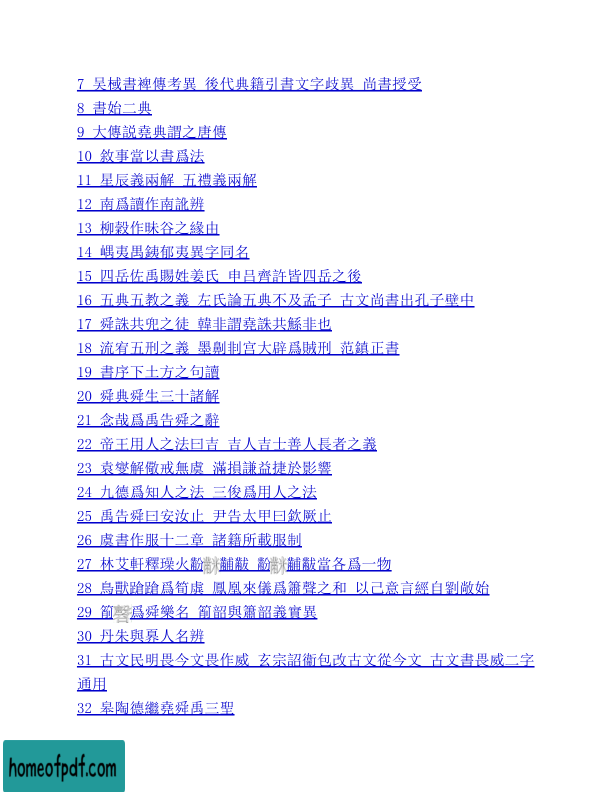 7 吴棫書裨傳考異 後代典籍引書文字歧異 尚書授受
8 書始二典
9 大傳説堯典謂之唐傳
10 敘事當以書爲法
11 星辰義兩解 五禮義兩解
12 南爲讀作南訛辨
13 柳穀作昧谷之緣由
14 嵎夷禺銕郁夷異字同名
15 四岳佐禹賜姓姜氏 申吕齊許皆四岳之後
16 五典五教之義 左氏論五典不及孟子 古文尚書出孔子壁中
17 舜誅共兜之徒 韓非謂堯誅共鯀非也
18 流宥五刑之義 墨劓剕宫大辟爲賊刑 范鎮正書
19 書序下土方之句讀
20 舜典舜生三十諸解
21 念哉爲禹告舜之辭
22 帝王用人之法曰吉 吉人吉士善人長者之義
23 袁燮解儆戒無虞 滿損謙益捷於影響
24 九德爲知人之法 三俊爲用人之法
25 禹告舜曰安汝止 尹告太甲曰欽厥止
26 虞書作服十二章 諸籍所載服制
27 林艾軒釋璪火黺黼黻 黺黼黻當各爲一物
28 鳥獸蹌蹌爲筍虡 鳳凰來儀爲簫聲之和 以己意言經自劉敞始
29 箾爲舜樂名 箾韶與簫韶義實異
30 丹朱與奡人名辨
31 古文民明畏今文畏作威 玄宗詔衞包改古文從今文 古文書畏威二字
通用
32 皋陶德繼堯舜禹三聖
homeofpdf.com